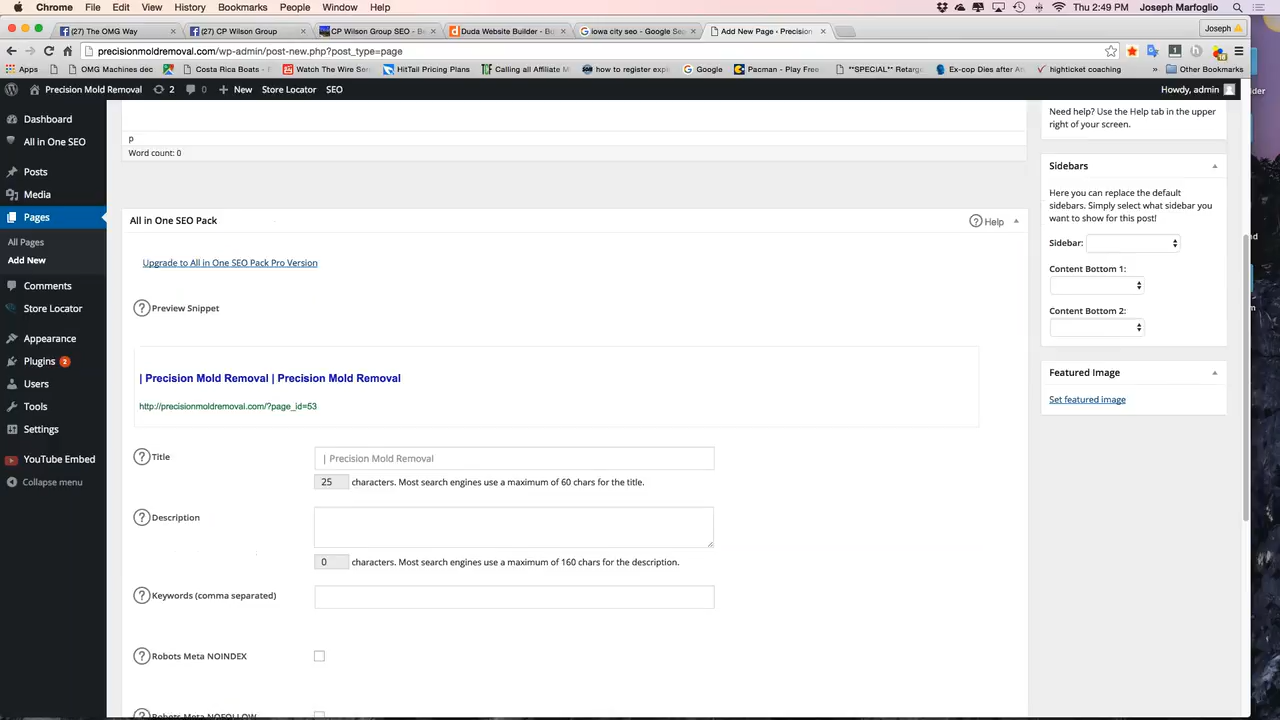 Chrome File Edit View History Bookmarks People Window Help Thu 2:49 PM Joseph Marfoglio
(27) The OMG Way (27) CP Wilson Group CP Wilson Group SEO - B Duda Website Builder - B iowa city seo - Google Se Add New Page ‹ Precision Joseph
precisionmoldremoval.com/wp-admin/post-new.php?post_type=page
Apps OMG Machines dec Costa Rica Boats - Watch The Wire Ser HitTail Pricing Plans Calling all Affiliate M how to register expi Google Pacman - Play Free **SPECIAL** Retarg Ex-cop Dies after A highticket coaching » Other Bookmarks
Precision Mold Removal 2 0 New Store Locator SEO Howdy, admin
Dashboard
All in One SEO
Posts
Media
Pages
All Pages
Add New
Comments
Store Locator
Appearance
Plugins 2
Users
Tools
Settings
YouTube Embed
Collapse menu
p
Word count: 0
All in One SEO Pack Help
Upgrade to All in One SEO Pack Pro Version
Preview Snippet
| Precision Mold Removal | Precision Mold Removal
http://precisionmoldremoval.com/?page_id=53
Title | Precision Mold Removal
25 characters. Most search engines use a maximum of 60 chars for the title.
Description
0 characters. Most search engines use a maximum of 160 chars for the description.
Keywords (comma separated)
Robots Meta NOINDEX
Robots Meta NOFOLLOW
Need help? Use the Help tab in the upper
right of your screen.
Sidebars
Here you can replace the default
sidebars. Simply select what sidebar you
want to show for this post!
Sidebar:
Content Bottom 1:
Content Bottom 2:
Featured Image
Set featured image